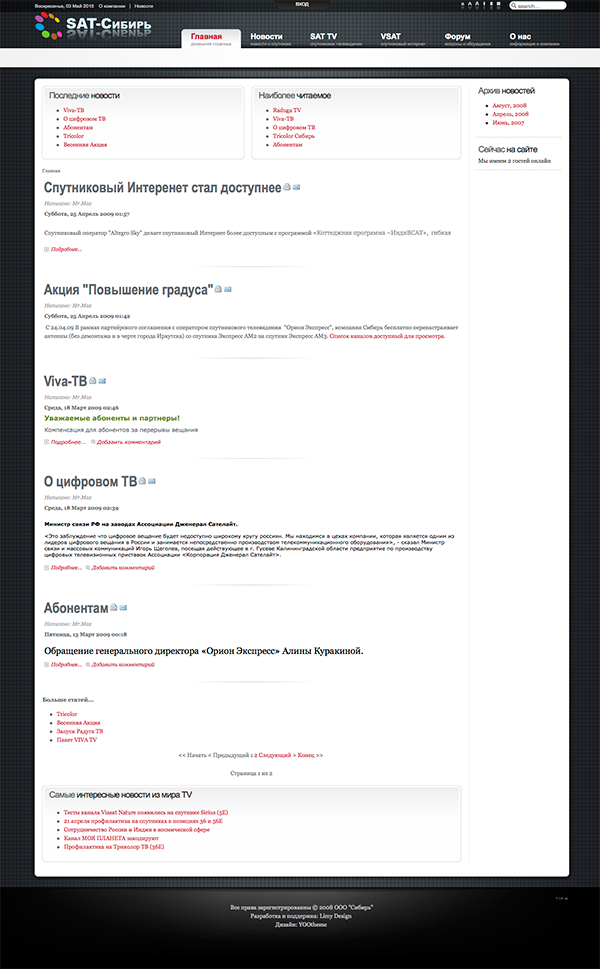 Воскресенье, 03 Май 2015 О компании | Новости
ВХОД
search...
SAT-Сибирь
Главная Новости SAT TV VSAT Форум О нас
домашняя страница новости о спутниках спутниковое телевидение спутниковый интернет вопросы и обсуждения информация о компании
Последние новости
Viva-ТВ
О цифровом ТВ
Абонентам
Tricolor
Весенняя Акция
Наиболее читаемое
Raduga TV
Viva-ТВ
О цифровом ТВ
Tricolor Сибирь
Абонентам
Архив новостей
Август, 2008
Апрель, 2008
Июнь, 2007
Сейчас на сайте
Мы имеем 2 гостей онлайн
Главная
Спутниковый Интеренет стал доступнее
Написано: Mr.Max
Суббота, 25 Апрель 2009 01:57
Спутниковый оператор "Altegro Sky" делает спутниковый Интернет более доступным с программой «Коттеджная программа –ИндиВСАТ», гибкая
Подробнее...
Акция "Повышение градуса"
Написано: Mr.Max
Суббота, 25 Апрель 2009 01:42
С 24.04.09 В рамках партнёрского соглашения с оператором спутникового телевидения "Орион Экспресс", компания Сибирь бесплатно перенастраивает
антенны (без демонтажа и в черте города Иркутска) со спутника Экспресс АМ2 на спутник Экспресс АМ3. Список каналов доступный для просмотра.
Viva-ТВ
Написано: Mr.Max
Среда, 18 Март 2009 02:46
Уважаемые абоненты и партнеры!
Компенсация для абонентов за перерывы вещания
Подробнее... Добавить комментарий
О цифровом ТВ
Написано: Mr.Max
Среда, 18 Март 2009 02:39
Министр связи РФ на заводах Ассоциации Дженерал Сателайт.
«Это заблуждение что цифровое вещание будет недоступно широкому кругу россиян. Мы находимся в цехах компании, которая является одним из
лидеров цифрового вещания в России и занимается непосредственно производством телекоммуникационного оборудования», - сказал Министр
связи и массовых коммуникаций Игорь Щеголев, посещая действующее в г. Гусеве Калининградской области предприятие по производству
цифровых телевизионных приставок Ассоциации «Корпорация Дженерал Сателайт».
Подробнее... Добавить комментарий
Абонентам
Написано: Mr.Max
Пятница, 13 Март 2009 00:18
Обращение генерального директора «Орион Экспресс» Алины Куракиной.
Подробнее... Добавить комментарий
Больше статей...
Tricolor
Весенняя Акция
Запуск Радуга ТВ
Пакет VIVA TV
<< Начать < Предыдущий 1 2 Следующий > Конец >>
Страница 1 из 2
Самые интересные новости из мира TV
Тесты канала Viasat Nature появились на спутнике Sirius (5E)
21 апреля профилактика на спутниках в позициях 36 и 56E
Сотрудничество России и Индии в космической сфере
Канал МОЯ ПЛАНЕТА закодируют
Профилактика на Триколор ТВ (36E)
TOP
Все права зарегистрированны © 2008 ООО "Сибирь"
Разработка и поддержка: Limy Design
Дизайн: YOOtheme